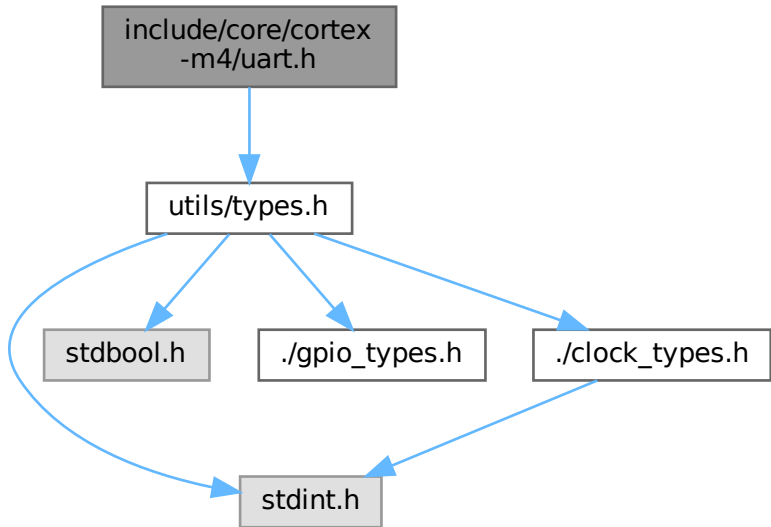 include/core/cortex
-m4/uart.h
utils/types.h
stdbool.h
./gpio_types.h
./clock_types.h
stdint.h